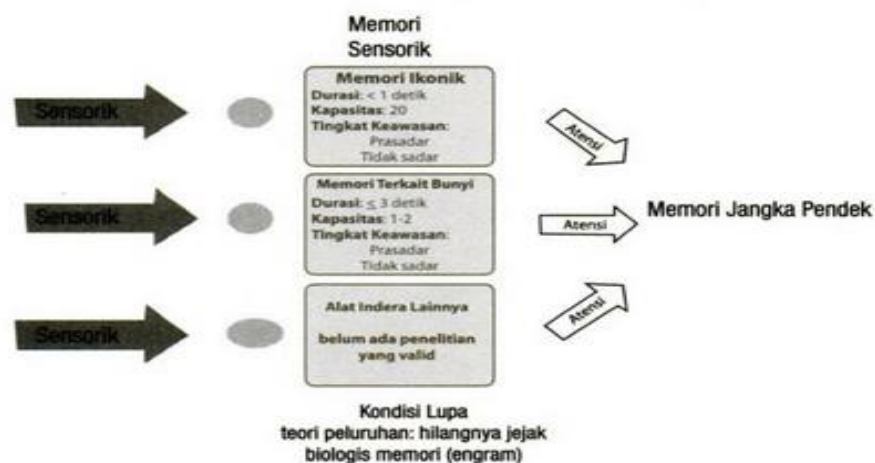 Memori
Sensorik
Sensorik
Memori Ikonik
Durasi: < 1 detik
Kapasitas: 20
Tingkat Keawasan:
Prasadar
Tidak sadar
Atensi
Sensorik
Memori Terkait Bunyi
Durasi: ≤ 3 detik
Kapasitas: 1-2
Tingkat Keawasan:
Prasadar
Tidak sadar
Atensi
Memori Jangka Pendek
Sensorik
Alat Indera Lainnya
belum ada penelitian
yang valid
Atensi
Kondisi Lupa
teori peluruhan: hilangnya jejak
biologis memori (engram)